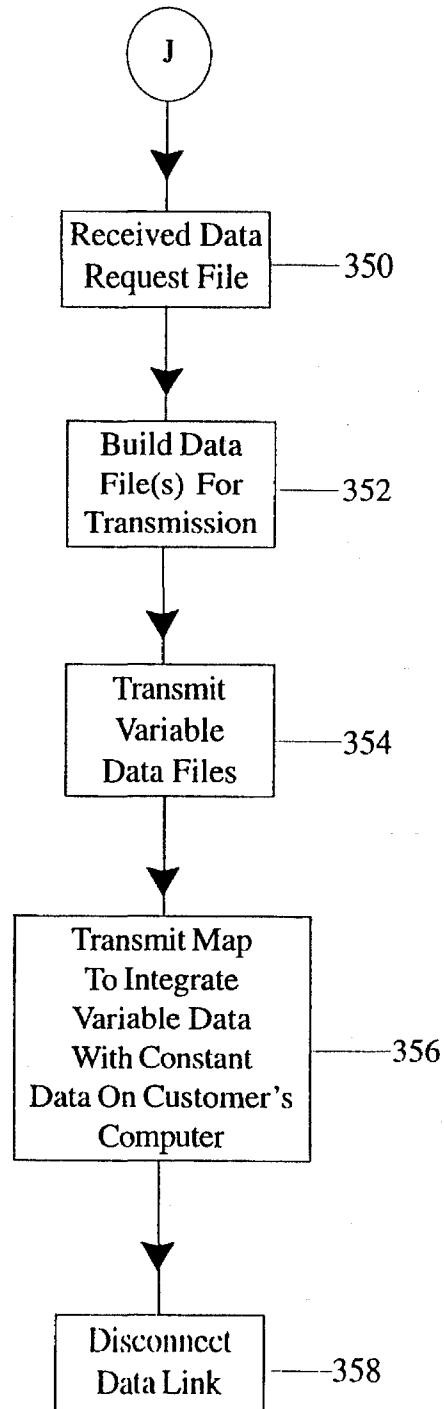 J
Received Data
Request File
350
Build Data
File(s) For
Transmission
352
Transmit
Variable
Data Files
354
Transmit Map
To Integrate
Variable Data
With Constant
Data On Customer's
Computer
356
Disconnect
Data Link
358